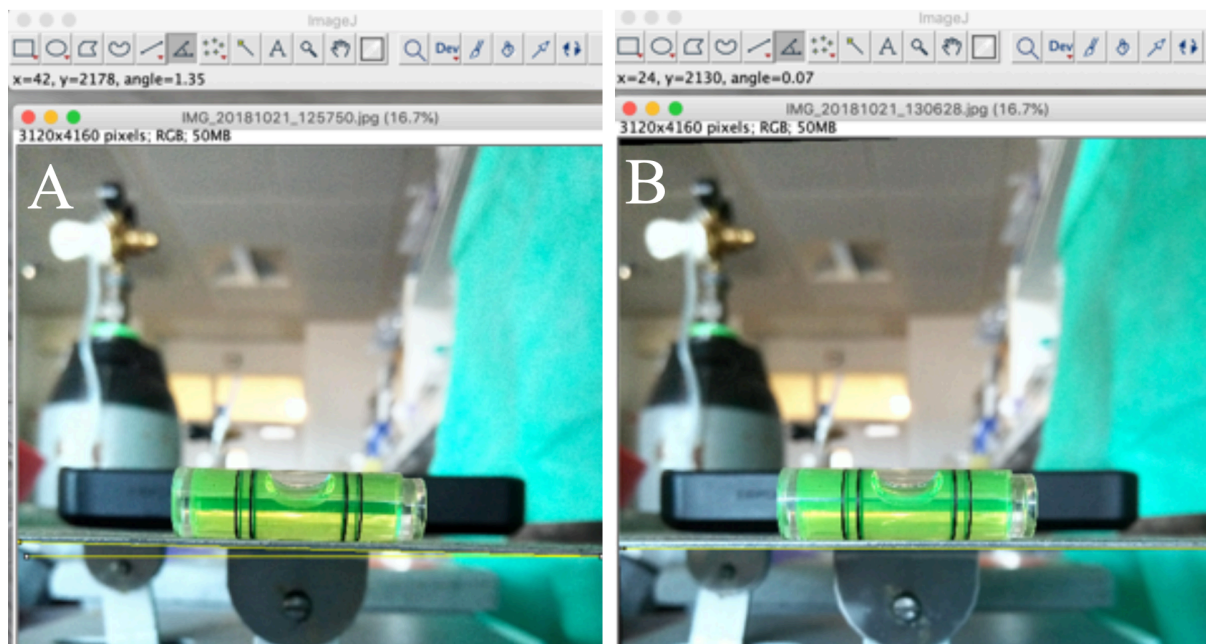 ImageJ
Dev
x=42, y=2178, angle=1.35
IMG_20181021_125750.jpg (16.7%)
3120x4160 pixels; RGB; 50MB
A
ImageJ
Dev
x=24, y=2130, angle=0.07
IMG_20181021_130628.jpg (16.7%)
3120x4160 pixels; RGB; 50MB
B